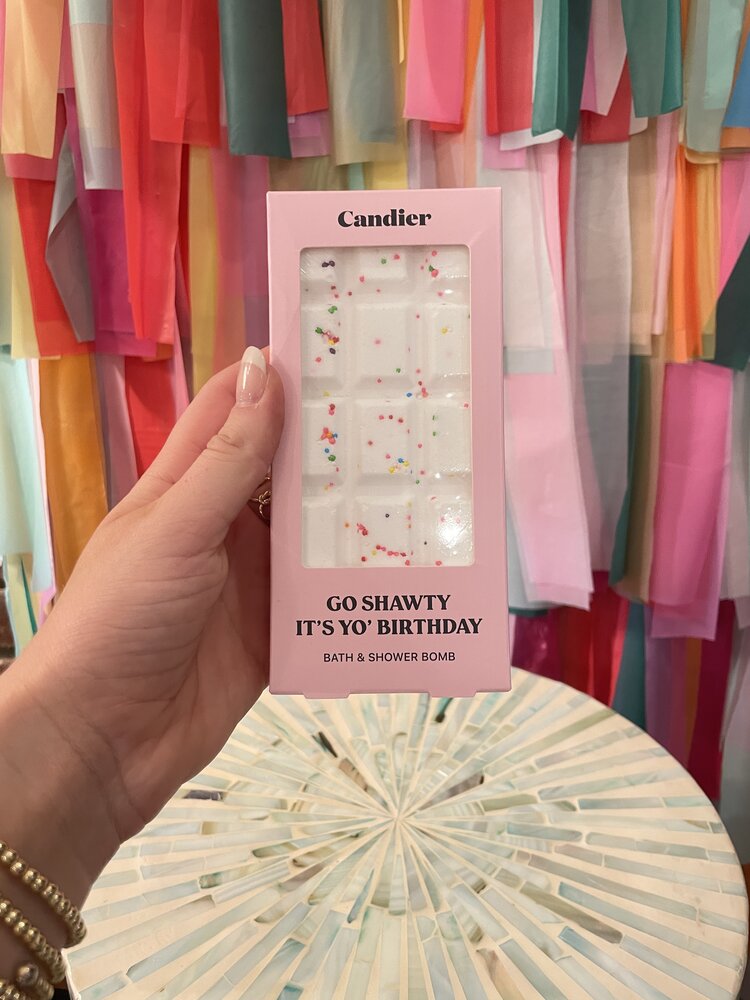 Candier
GO SHAWTY
IT'S YO' BIRTHDAY
BATH & SHOWER BOMB